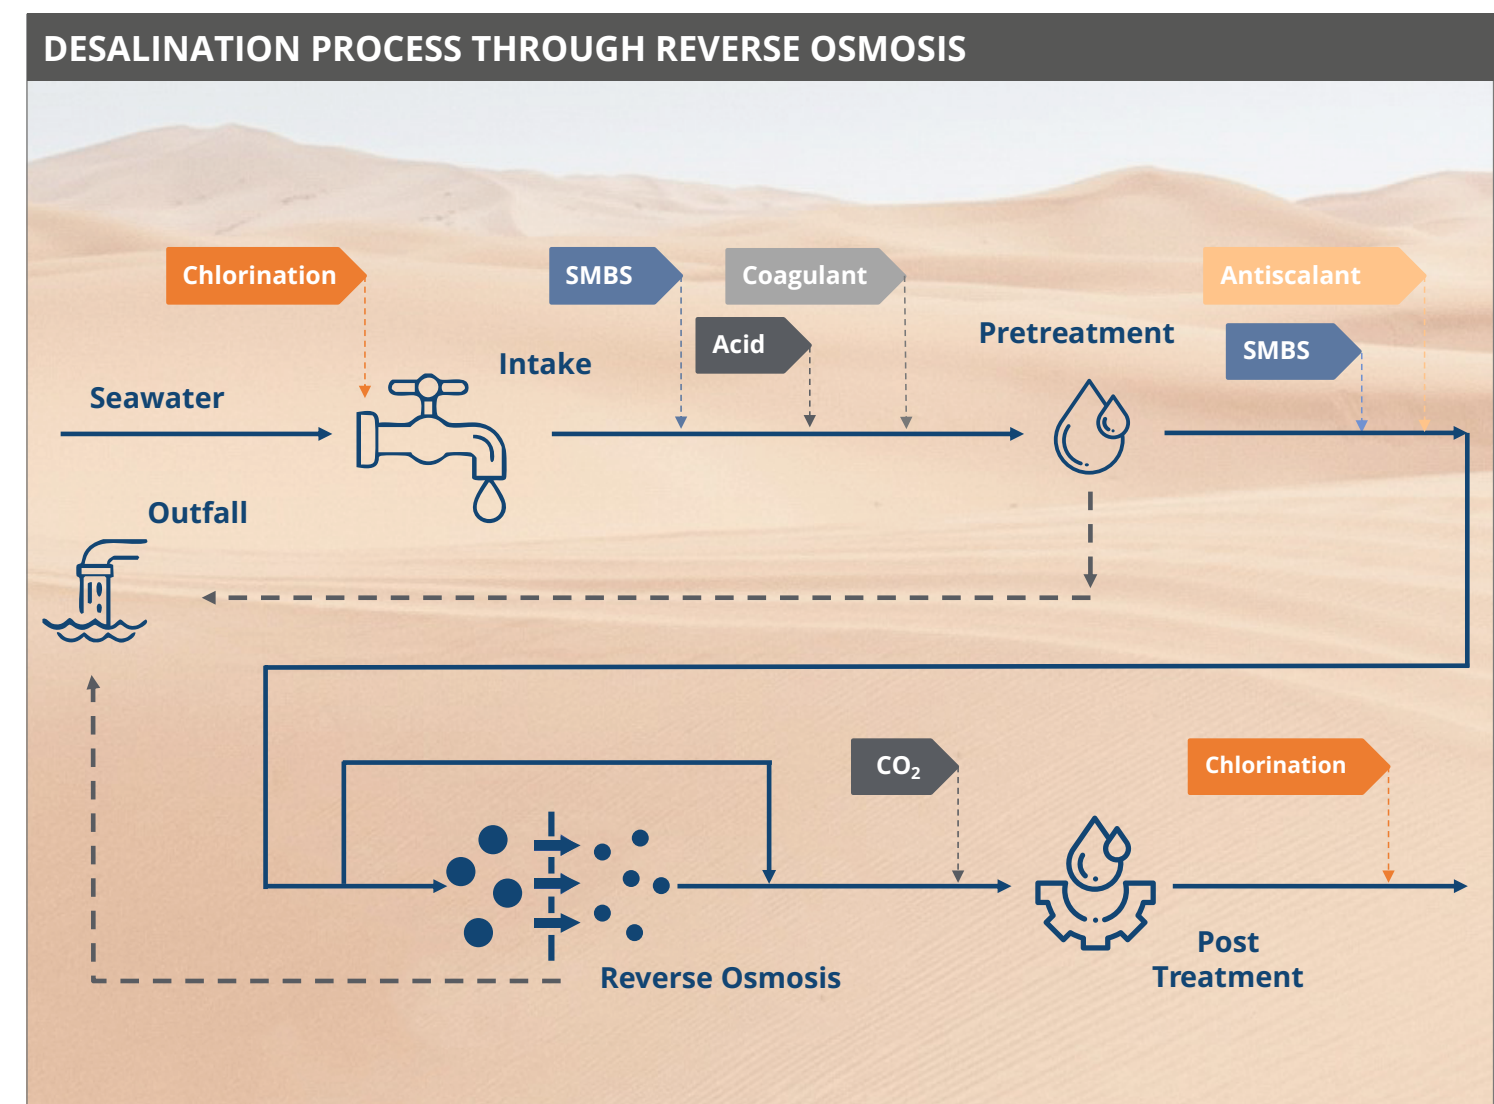 DESALINATION PROCESS THROUGH REVERSE OSMOSIS
Chlorination
SMBS
Coagulant
Antiscalant
Acid
Pretreatment
SMBS
Intake
Seawater
Outfall
CO₂
Chlorination
Reverse Osmosis
Post
Treatment